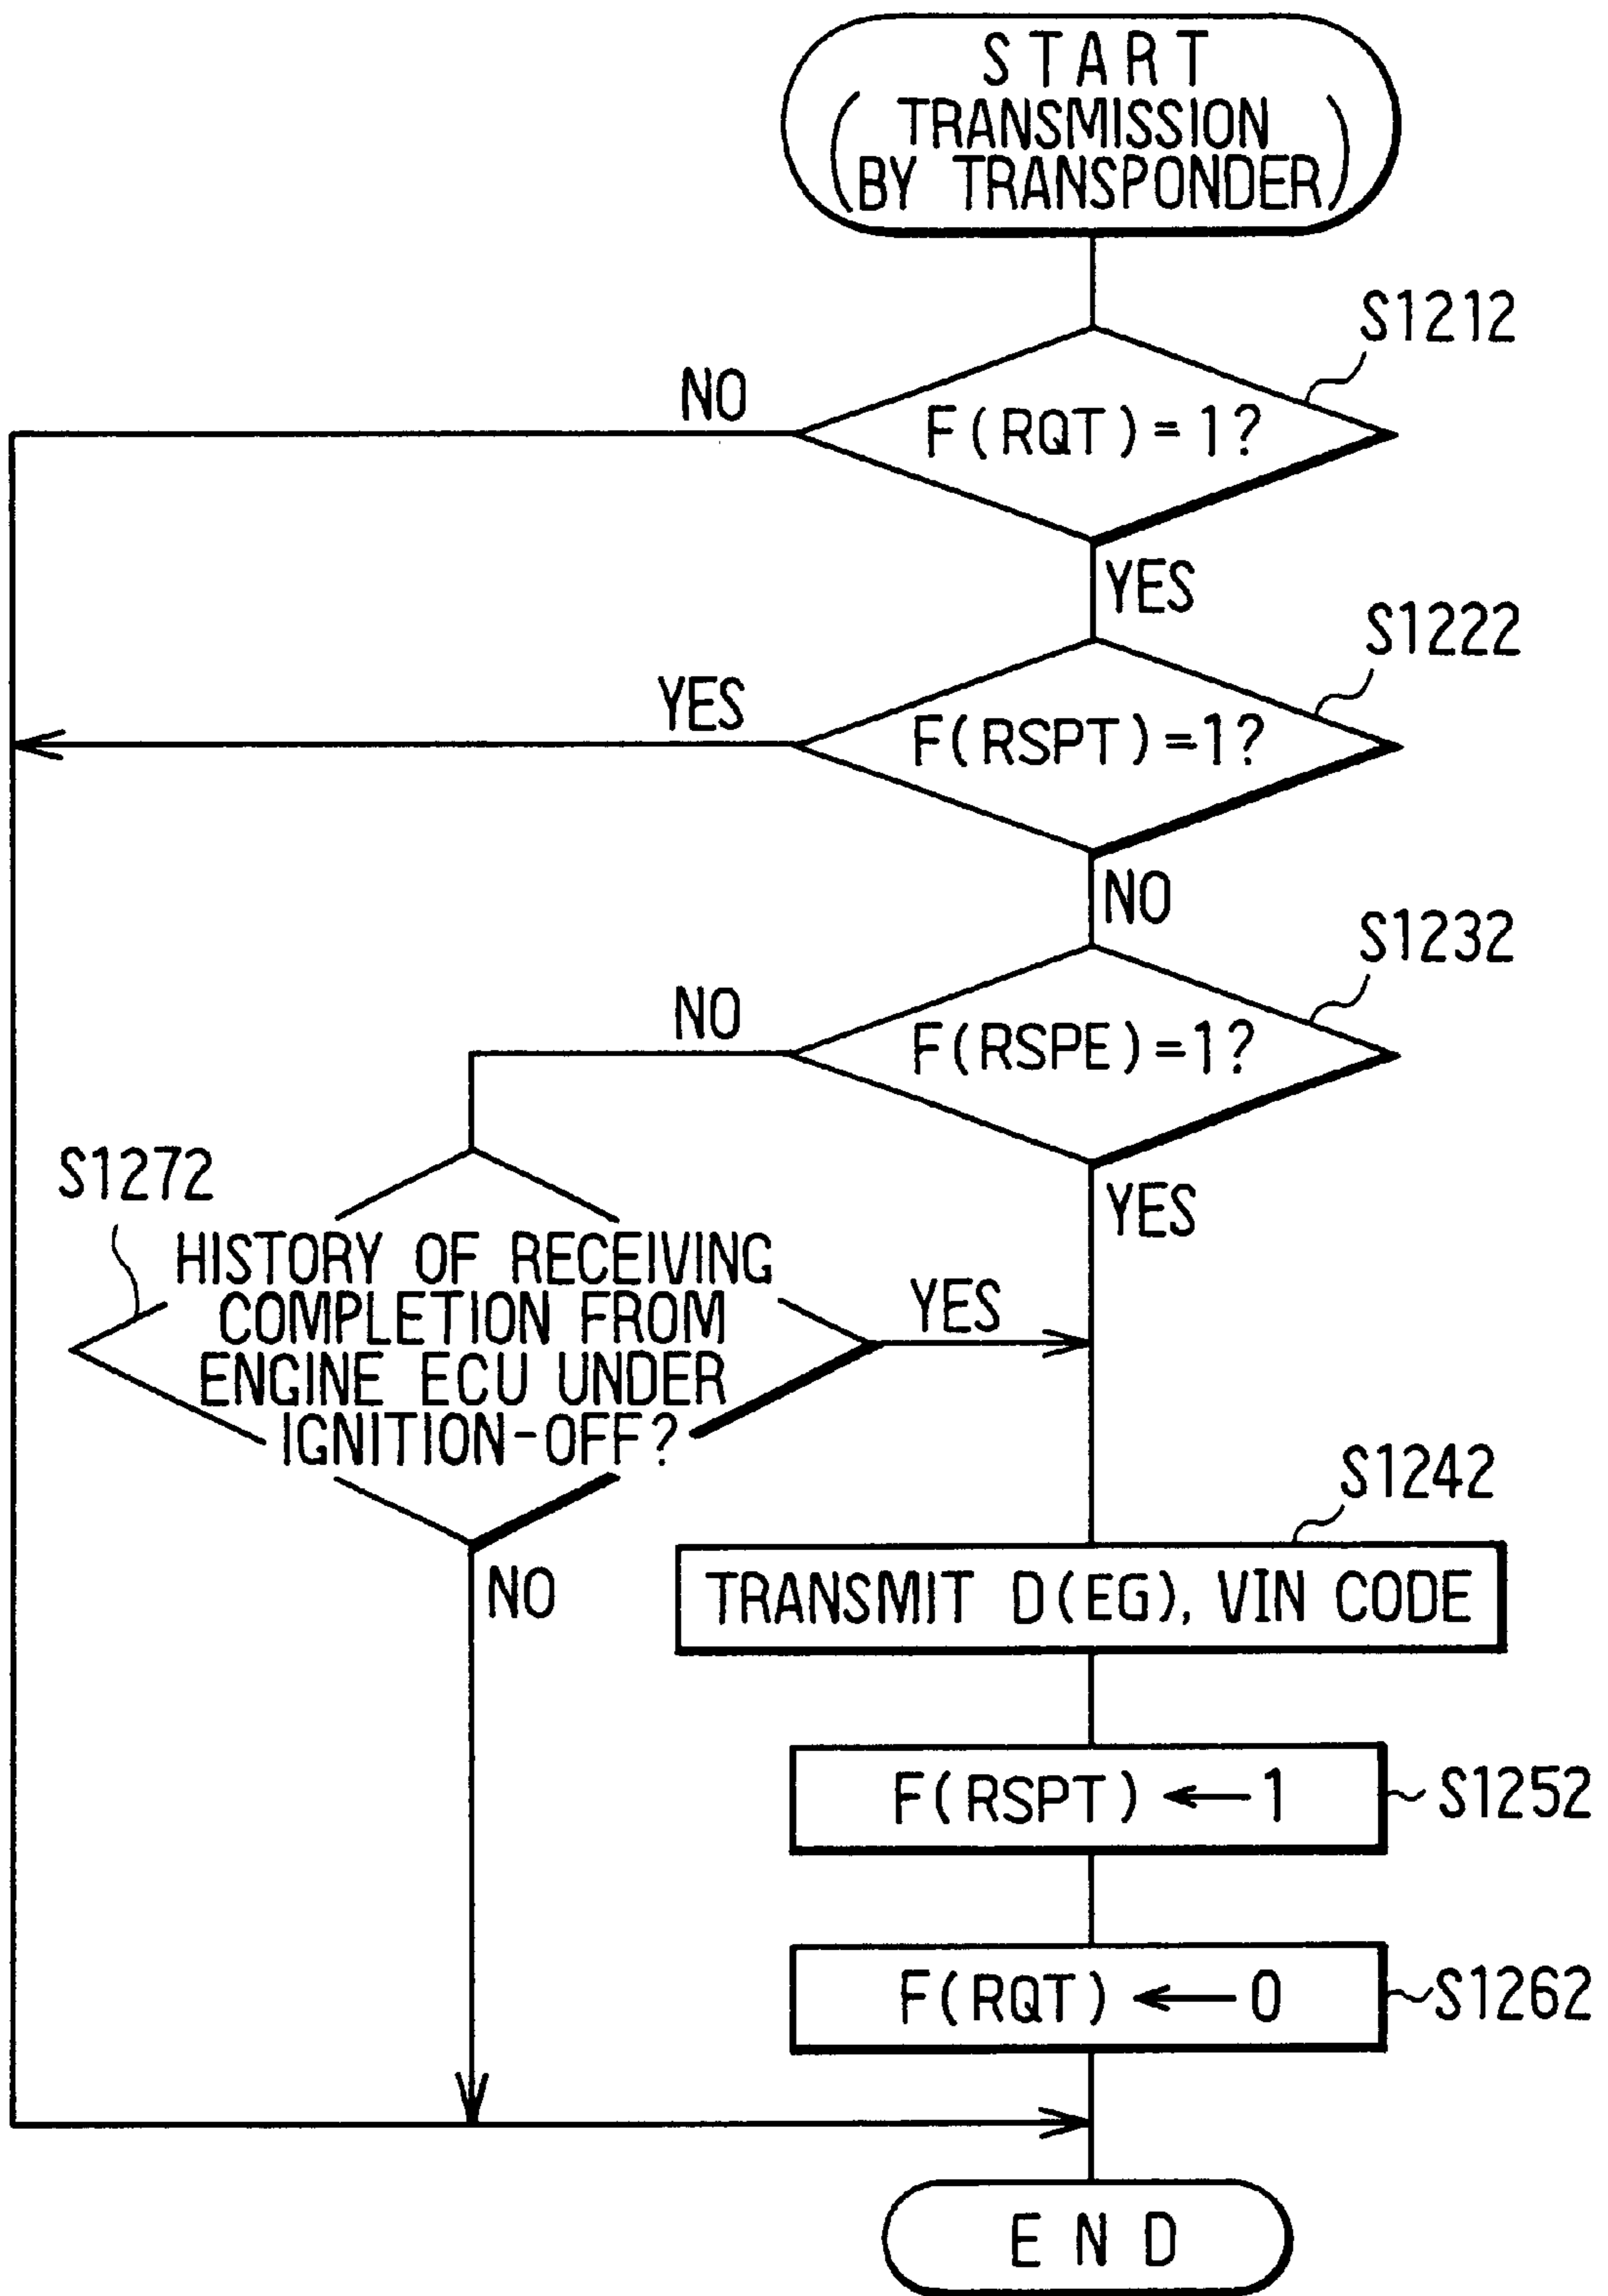 START
(TRANSMISSION
BY TRANSPONDER)
S1212
NO
F(RQT)=1?
YES
S1222
YES
F(RSPT)=1?
NO
S1232
NO
F(RSPE)=1?
S1272
YES
HISTORY OF RECEIVING
COMPLETION FROM
ENGINE ECU UNDER
IGNITION-OFF?
YES
NO
S1242
TRANSMIT D(EG), VIN CODE
F(RSPT) ← 1
S1252
F(RQT) ← 0
S1262
END